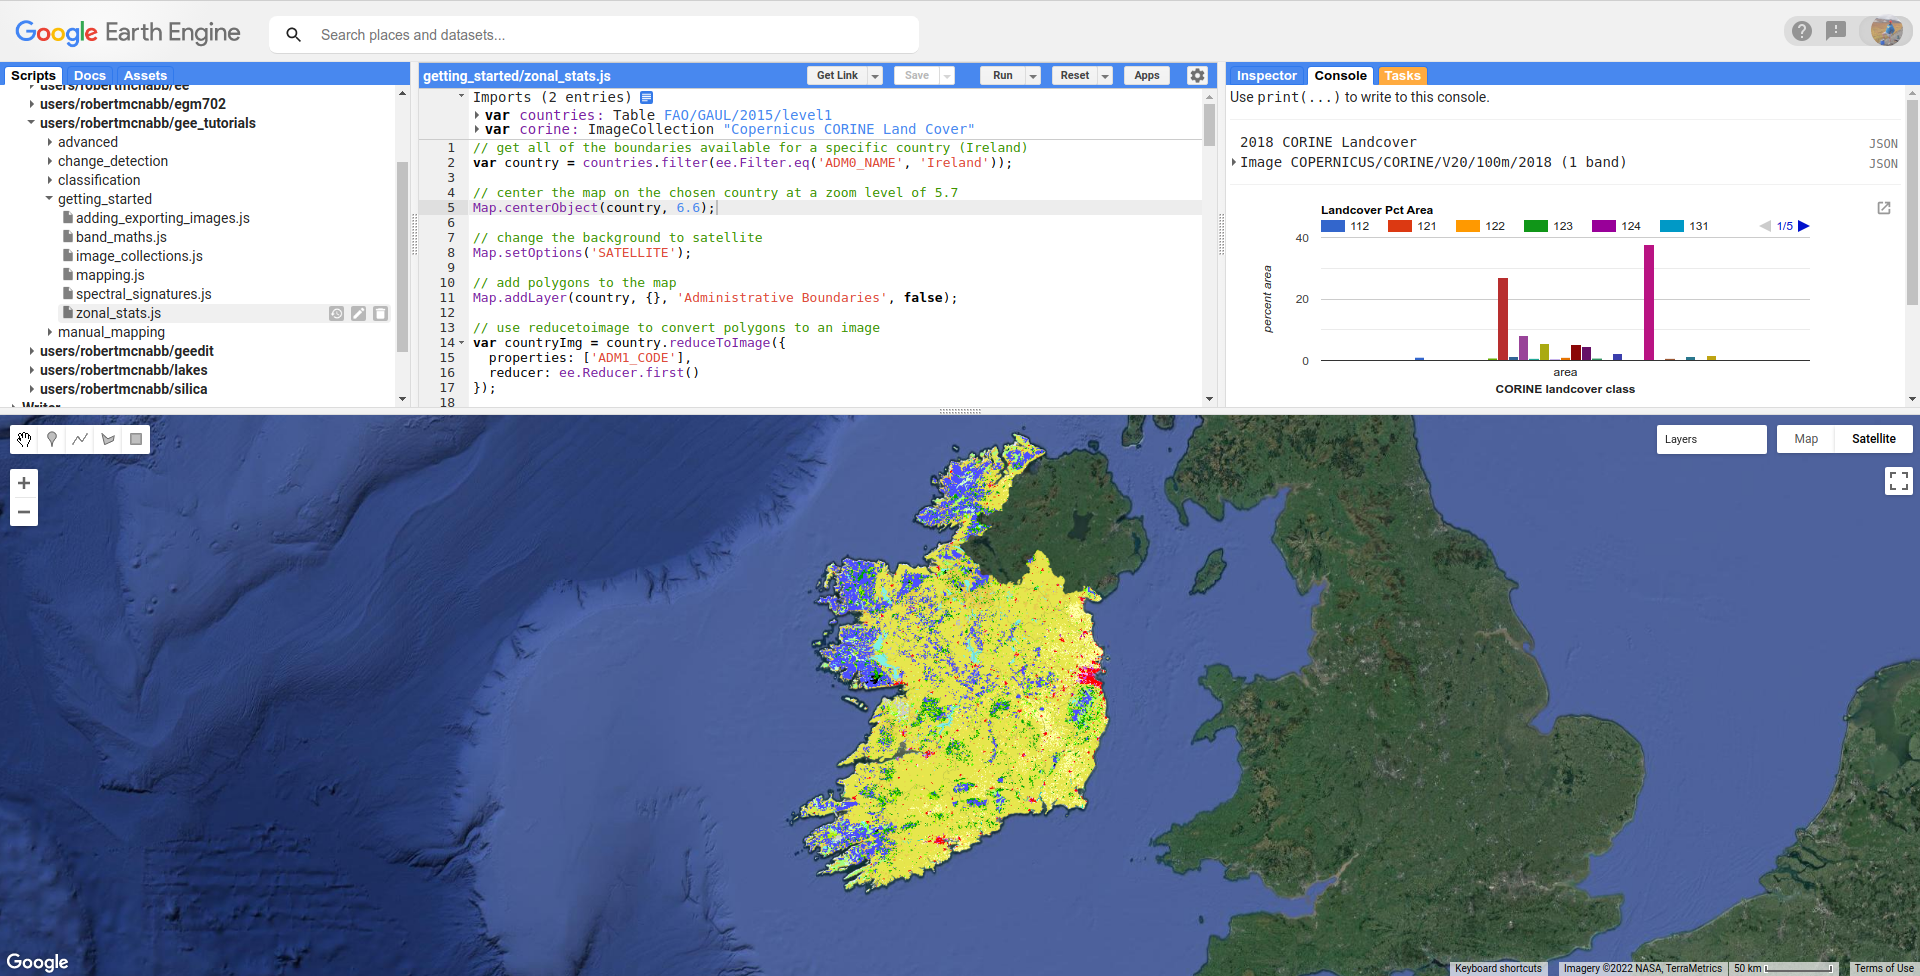 Google Earth Engine
Search places and datasets...
Scripts Docs Assets
users/robertmcnabb/ee
users/robertmcnabb/egm702
users/robertmcnabb/gee_tutorials
advanced
change_detection
classification
getting_started
adding_exporting_images.js
band_maths.js
image_collections.js
mapping.js
spectral_signatures.js
zonal_stats.js
manual_mapping
users/robertmcnabb/geedit
users/robertmcnabb/lakes
users/robertmcnabb/silica
Writer
getting_started/zonal_stats.js
Get Link Save Run Reset Apps
Imports (2 entries)
var countries: Table FAO/GAUL/2015/level1
var corine: ImageCollection "Copernicus CORINE Land Cover"
1 // get all of the boundaries available for a specific country (Ireland)
2 var country = countries.filter(ee.Filter.eq('ADM0_NAME', 'Ireland'));
3
4 // center the map on the chosen country at a zoom level of 5.7
5 Map.centerObject(country, 6.6);
6
7 // change the background to satellite
8 Map.setOptions('SATELLITE');
9
10 // add polygons to the map
11 Map.addLayer(country, {}, 'Administrative Boundaries', false);
12
13 // use reducetoimage to convert polygons to an image
14 var countryImg = country.reduceToImage({
15 properties: ['ADM1_CODE'],
16 reducer: ee.Reducer.first()
17 });
18
Inspector Console Tasks
Use print(...) to write to this console.
2018 CORINE Landcover JSON
Image COPERNICUS/CORINE/V20/100m/2018 (1 band) JSON
Landcover Pct Area
112 121 122 123 124 131 1/5
40
20
0
percent area
area
CORINE landcover class
Layers
Map Satellite
Google
Keyboard shortcuts Imagery ©2022 NASA, TerraMetrics 50 km Terms of Use